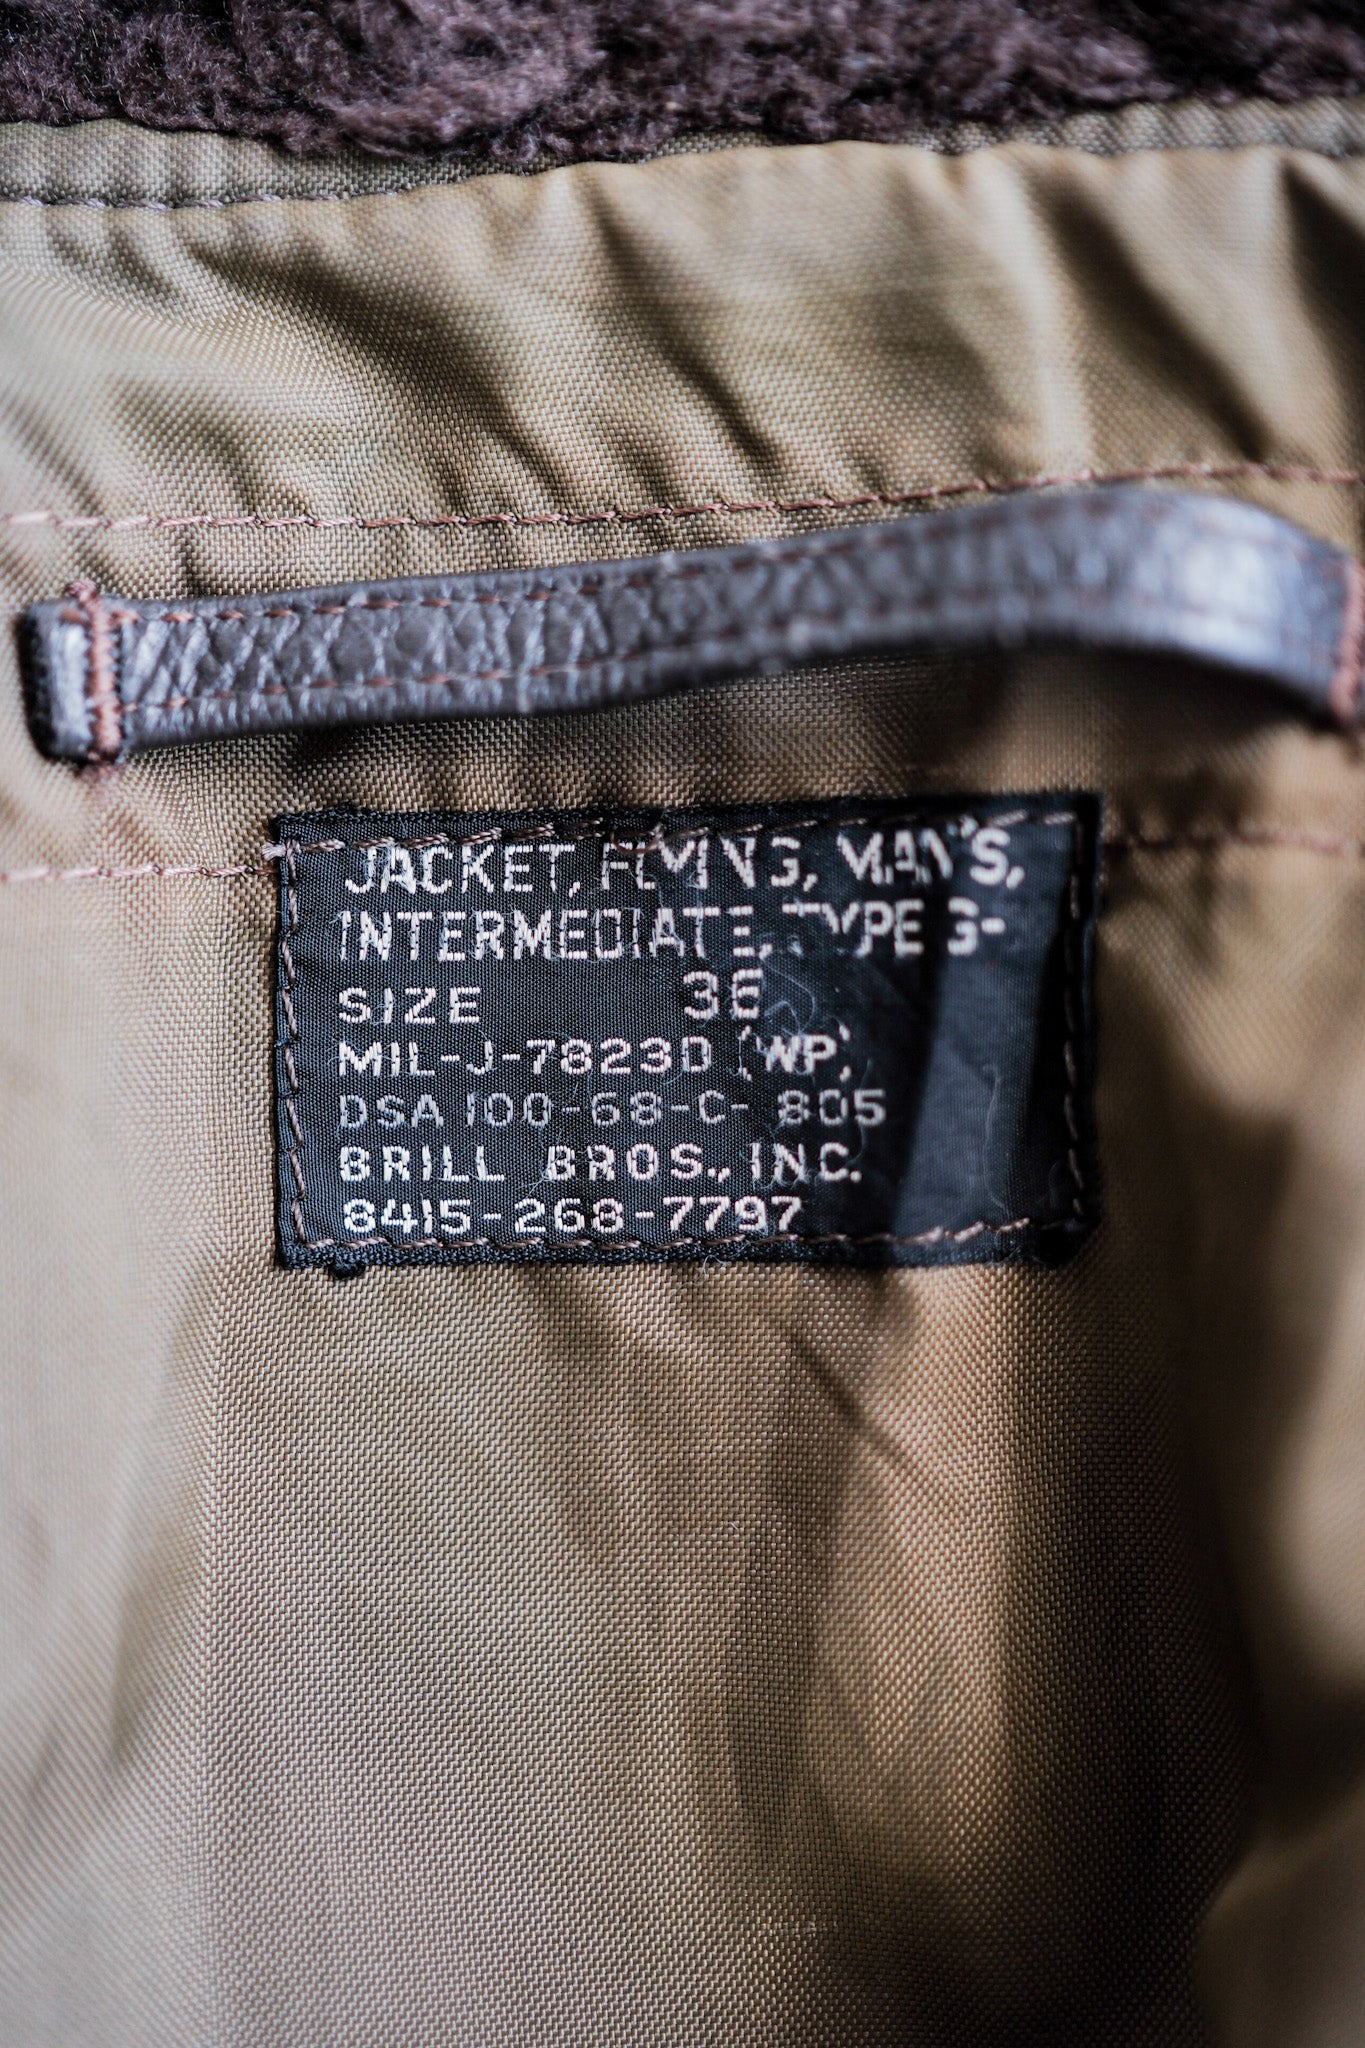 JACKET, FLYING, MAN'S,
INTERMEDIATE, TYPE G-
SIZE 36
MIL-J-7823D (WP)
DSA 100-68-C- 805
BRILL BROS., INC.
8415-268-7797